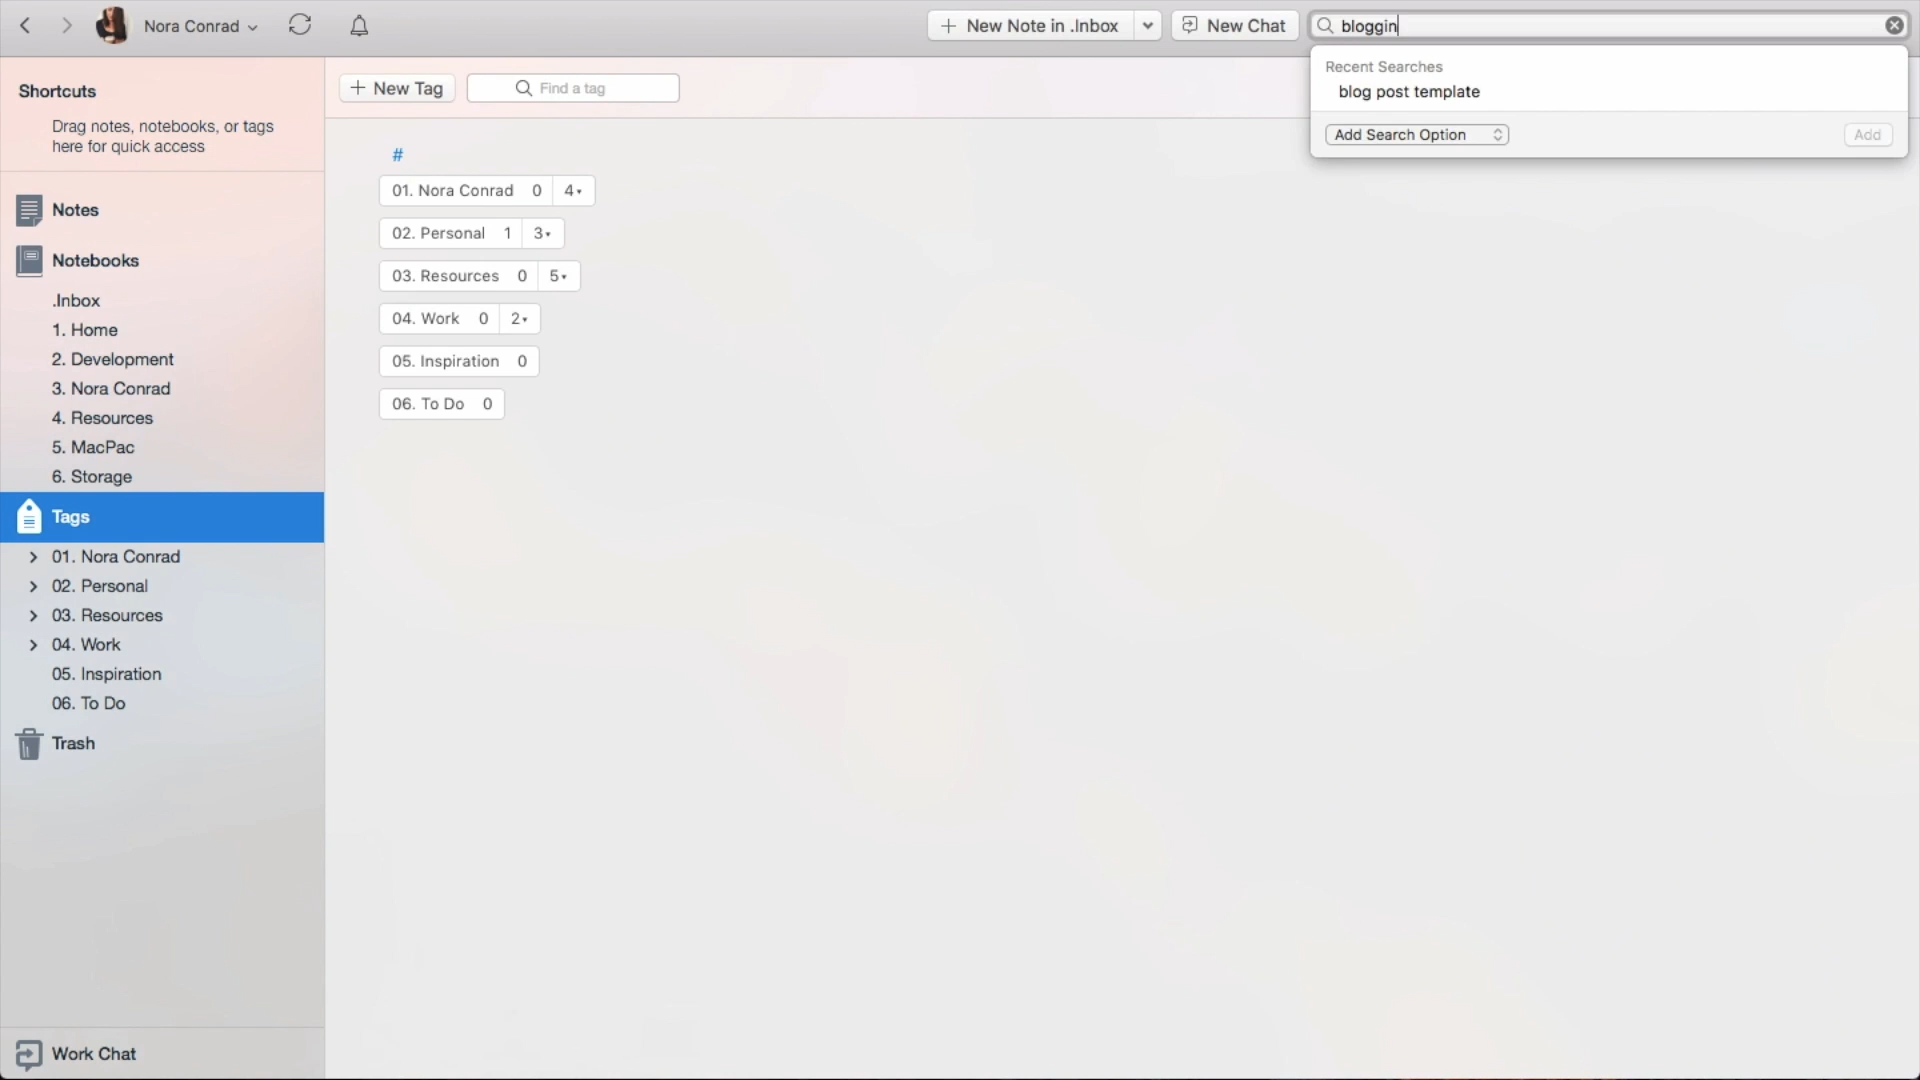 Nora Conrad
New Note in .Inbox
New Chat
bloggin
Recent Searches
blog post template
Add Search Option
Add
Shortcuts
Drag notes, notebooks, or tags
here for quick access
Notes
Notebooks
.Inbox
1. Home
2. Development
3. Nora Conrad
4. Resources
5. MacPac
6. Storage
Tags
01. Nora Conrad
02. Personal
03. Resources
04. Work
05. Inspiration
06. To Do
Trash
Work Chat
New Tag
Find a tag
#
01. Nora Conrad 0 4
02. Personal 1 3
03. Resources 0 5
04. Work 0 2
05. Inspiration 0
06. To Do 0